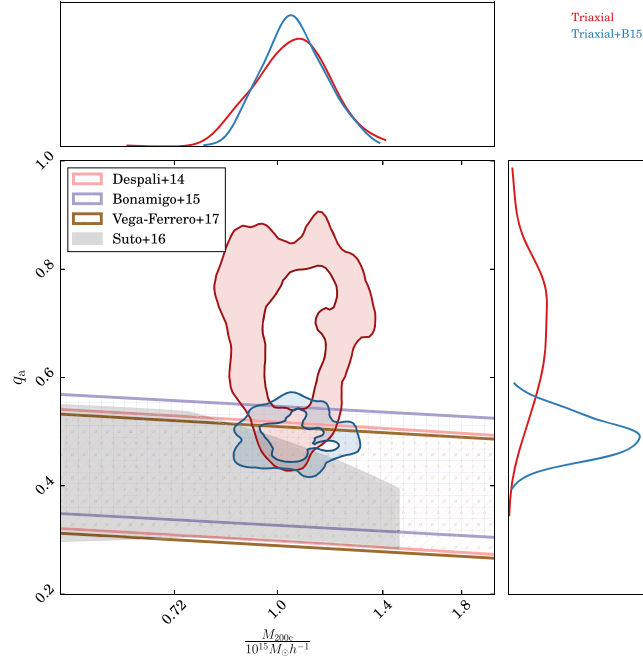 Triaxial
Triaxial+B15
1.0
Despali+14
Bonamigo+15
Vega-Ferrero+17
Suto+16
0.8
0.6
q_a
0.4
0.2
0.72
1.0
1.4
1.8
M_200c
10^15 M_⊙ h^−1